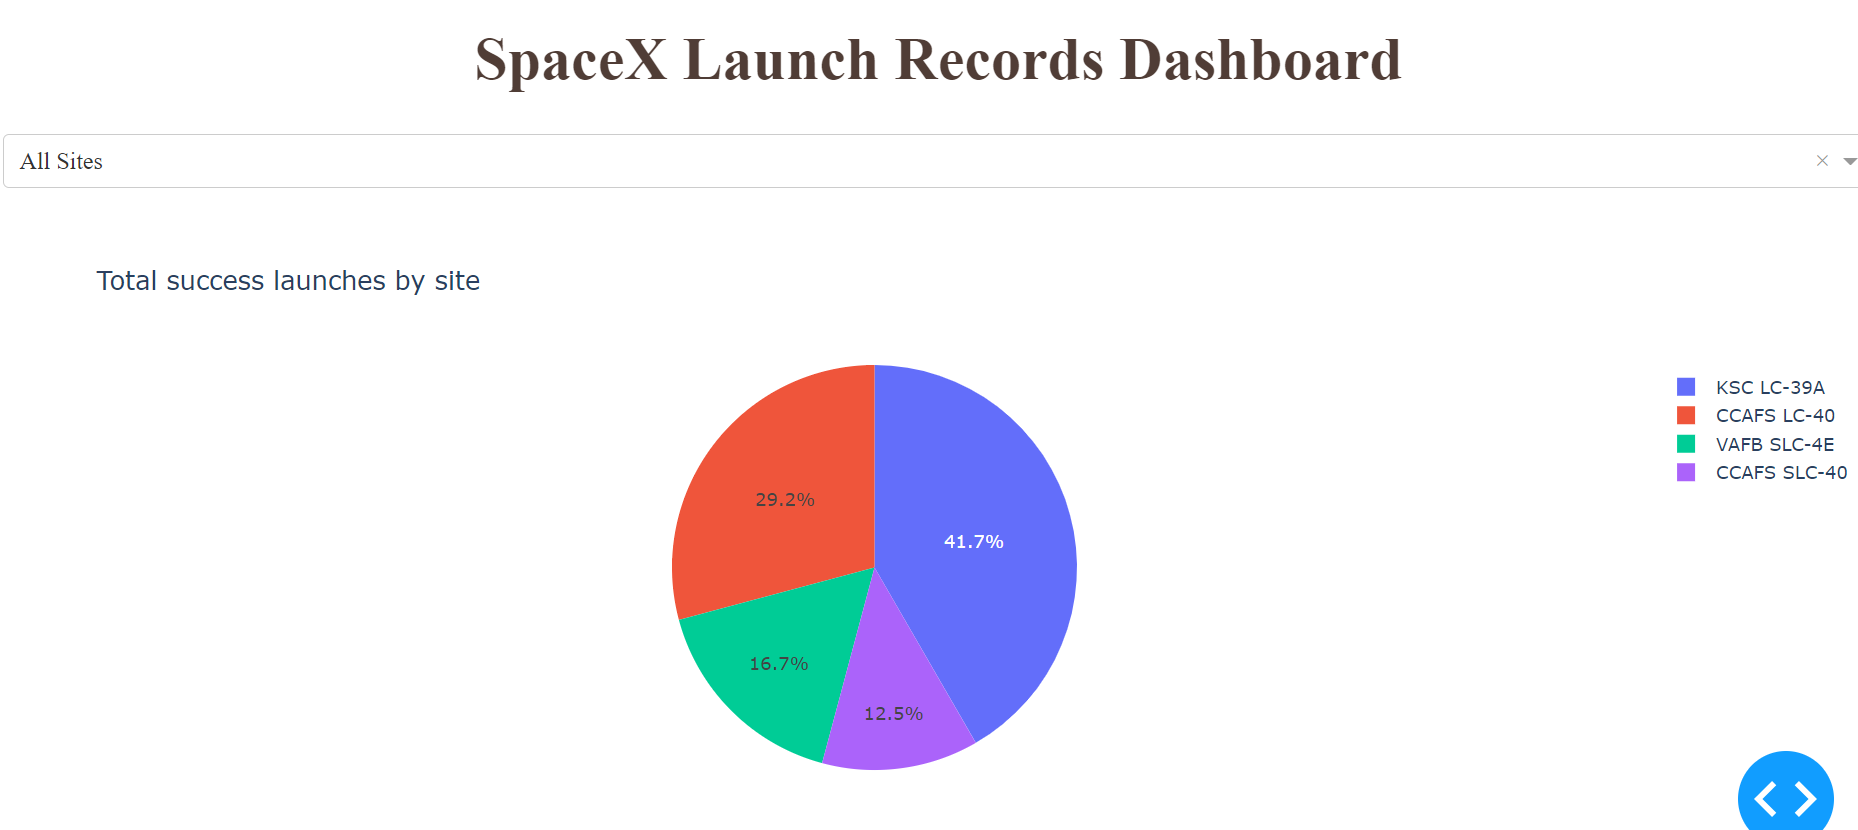 SpaceX Launch Records Dashboard
All Sites
Total success launches by site
KSC LC-39A
CCAFS LC-40
VAFB SLC-4E
CCAFS SLC-40
29.2%
41.7%
16.7%
12.5%